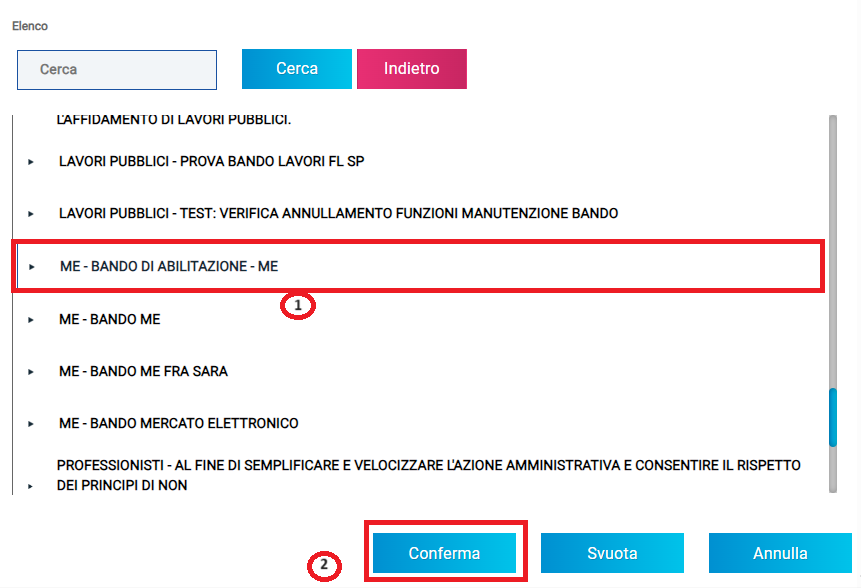 Elenco
Cerca
Cerca
Indietro
L'AFFIDAMENTO DI LAVORI PUBBLICI.
LAVORI PUBBLICI - PROVA BANDO LAVORI FL SP
LAVORI PUBBLICI - TEST: VERIFICA ANNULLAMENTO FUNZIONI MANUTENZIONE BANDO
ME - BANDO DI ABILITAZIONE - ME
1
ME - BANDO ME
ME - BANDO ME FRA SARA
ME - BANDO MERCATO ELETTRONICO
PROFESSIONISTI - AL FINE DI SEMPLIFICARE E VELOCIZZARE L'AZIONE AMMINISTRATIVA E CONSENTIRE IL RISPETTO
DEI PRINCIPI DI NON
2
Conferma
Svuota
Annulla